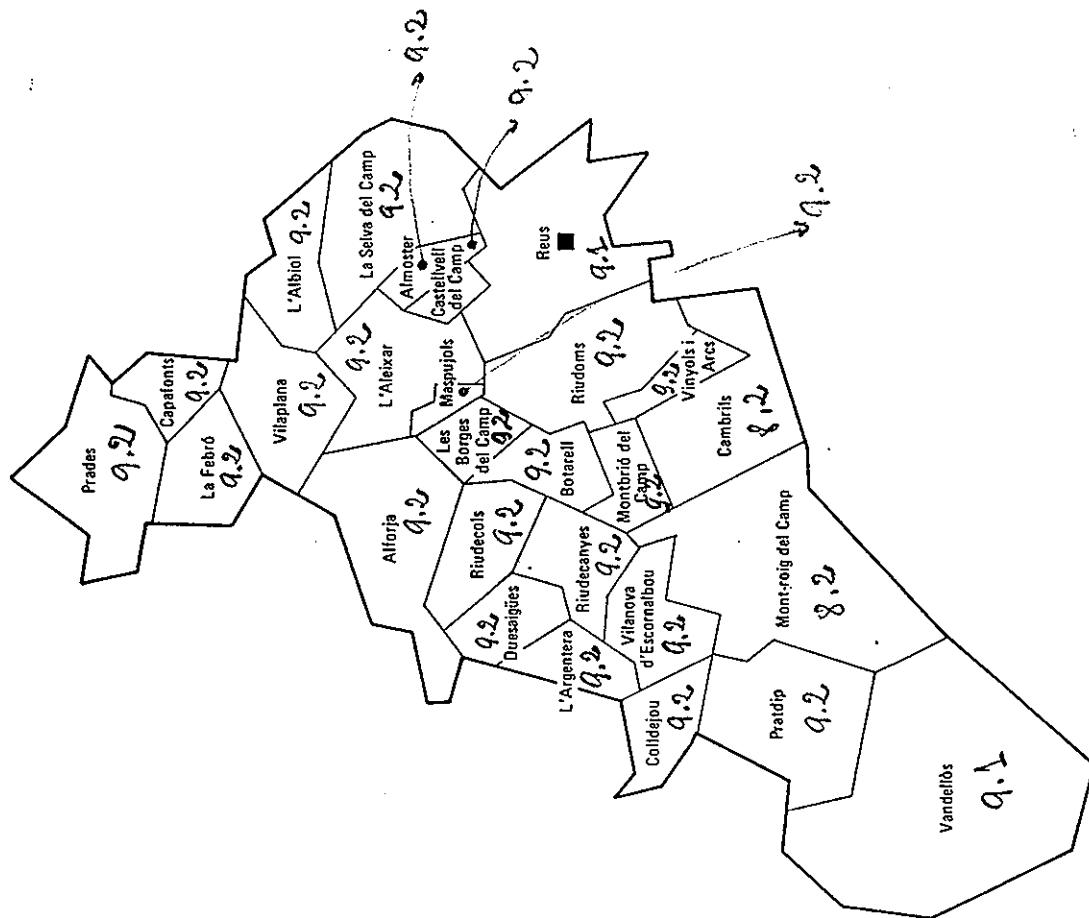 Prades
9.2
Capafonts
9.2
La Febró
9.2
L'Albiol 9.2
La Selva del Camp
9.2
Vilaplana
9.2
9.2
L'Aleixar
Almoster
Castellvell
del Camp
9.2
9.2
Alforja
9.2
Maspujols
9.2
Les
Borges
del Camp
9.2
Reus
9.1
Riudecols
9.2
Botarell
9.2
Riudoms
9.2
9.2
Duesaigües
Riudecanyes
9.2
Montbrió del
Camp
9.2
9.2
Vinyols i
Arcs
L'Argentera
9.2
Vilanova
d'Escornalbou
9.2
Cambrils
8.2
Colldejou
9.2
Mont-roig del Camp
8.2
Pratdip
9.2
Vandellòs
9.1